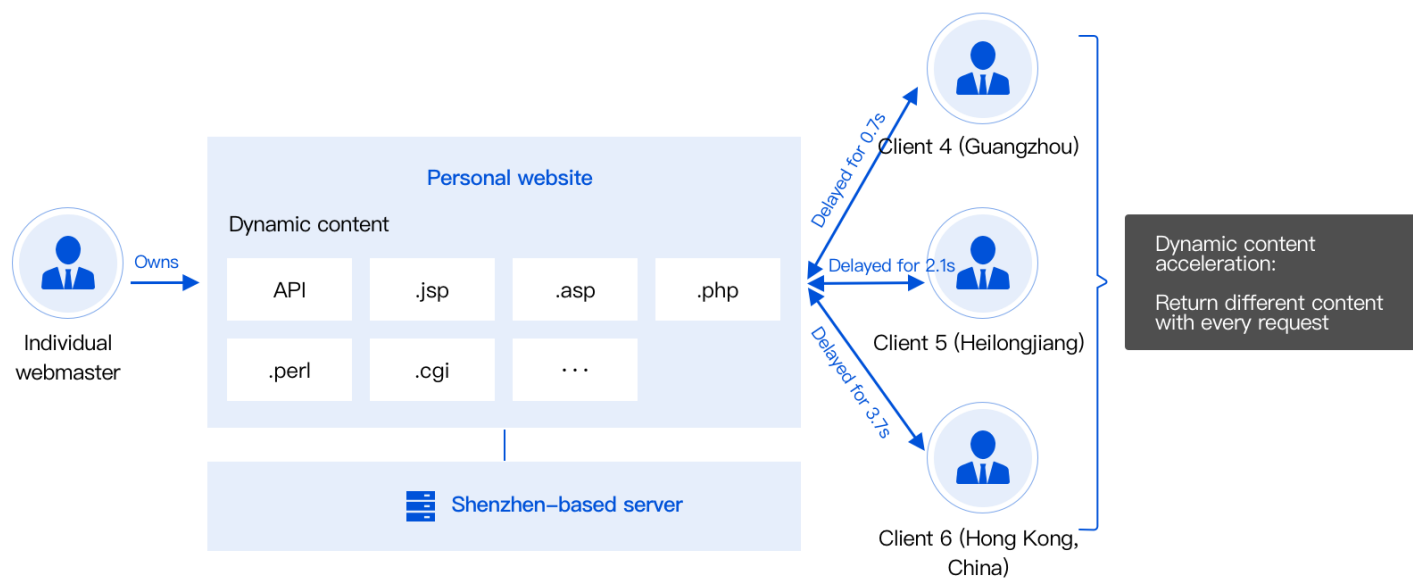 Individual
webmaster
Owns
Personal website
Dynamic content
API
.jsp
.asp
.php
.perl
.cgi
···
Shenzhen-based server
Delayed for 0.7s
Delayed for 2.1s
Delayed for 3.7s
Client 4 (Guangzhou)
Client 5 (Heilongjiang)
Client 6 (Hong Kong,
China)
Dynamic content
acceleration:
Return different content
with every request